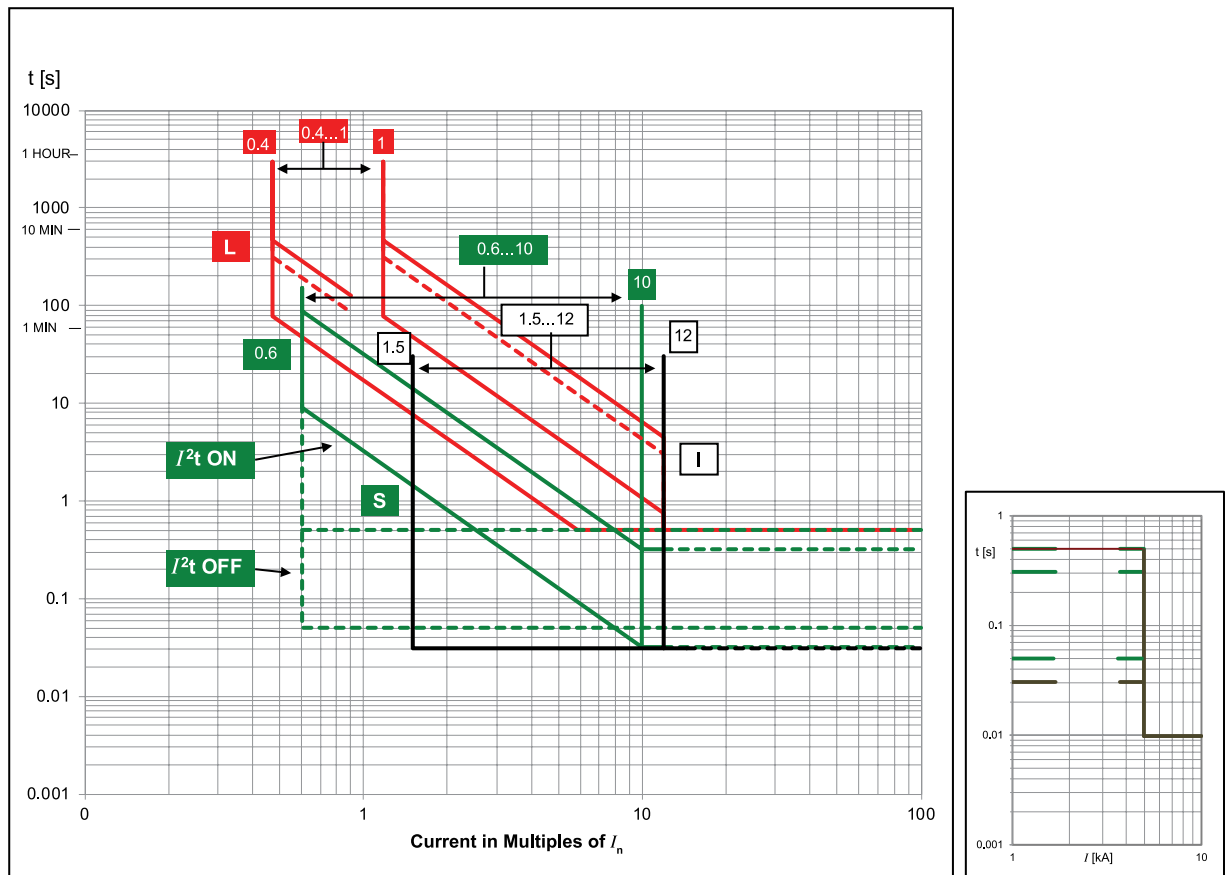 t [s]
10000
1 HOUR
1000
10 MIN
100
1 MIN
10
1
0.1
0.01
0.001
0.4
0.4...1
1
L
0.6...10
10
1.5...12
0.6
1.5
12
I²t ON
S
I
I²t OFF
0
1
10
100
Current in Multiples of Iₙ
1
t [s]
0.1
0.01
0.001
1
I [kA]
10